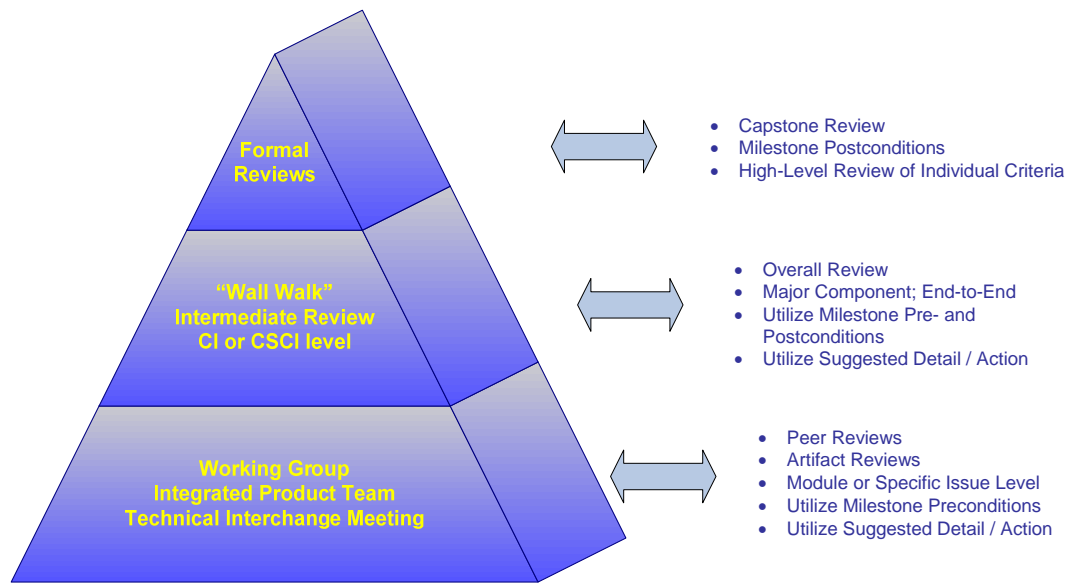 Formal
Reviews
• Capstone Review
• Milestone Postconditions
• High-Level Review of Individual Criteria
“Wall Walk”
Intermediate Review
CI or CSCI level
• Overall Review
• Major Component; End-to-End
• Utilize Milestone Pre- and
Postconditions
• Utilize Suggested Detail / Action
Working Group
Integrated Product Team
Technical Interchange Meeting
• Peer Reviews
• Artifact Reviews
• Module or Specific Issue Level
• Utilize Milestone Preconditions
• Utilize Suggested Detail / Action